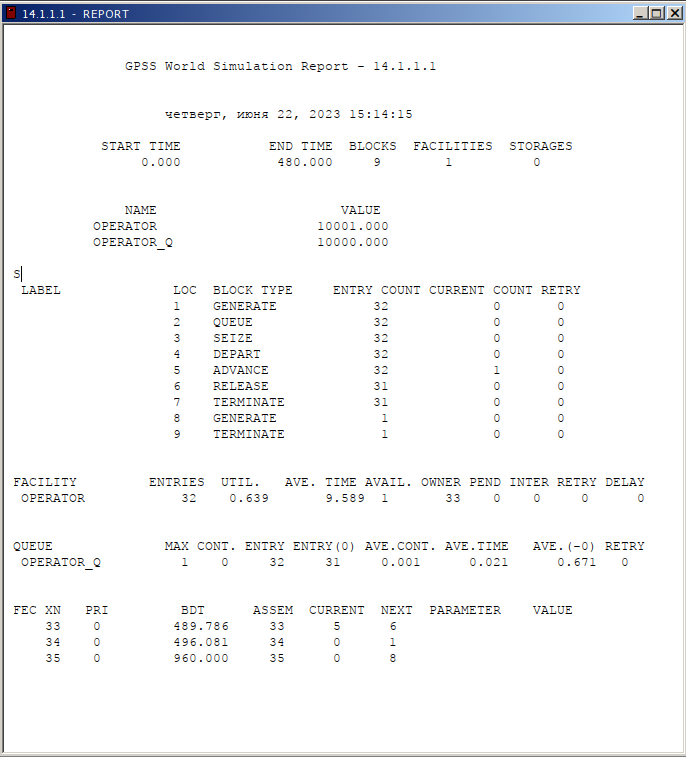 14.1.1.1 - REPORT
GPSS World Simulation Report - 14.1.1.1
четверг, июня 22, 2023 15:14:15
START TIME END TIME BLOCKS FACILITIES STORAGES
0.000 480.000 9 1 0
NAME VALUE
OPERATOR 10001.000
OPERATOR_Q 10000.000
S
LABEL LOC BLOCK TYPE ENTRY COUNT CURRENT COUNT RETRY
1 GENERATE 32 0 0
2 QUEUE 32 0 0
3 SEIZE 32 0 0
4 DEPART 32 0 0
5 ADVANCE 32 1 0
6 RELEASE 31 0 0
7 TERMINATE 31 0 0
8 GENERATE 1 0 0
9 TERMINATE 1 0 0
FACILITY ENTRIES UTIL. AVE. TIME AVAIL. OWNER PEND INTER RETRY DELAY
OPERATOR 32 0.639 9.589 1 33 0 0 0 0
QUEUE MAX CONT. ENTRY ENTRY(0) AVE.CONT. AVE.TIME AVE.(-0) RETRY
OPERATOR_Q 1 0 32 31 0.001 0.021 0.671 0
FEC XN PRI BDT ASSEM CURRENT NEXT PARAMETER VALUE
33 0 489.786 33 5 6
34 0 496.081 34 0 1
35 0 960.000 35 0 8